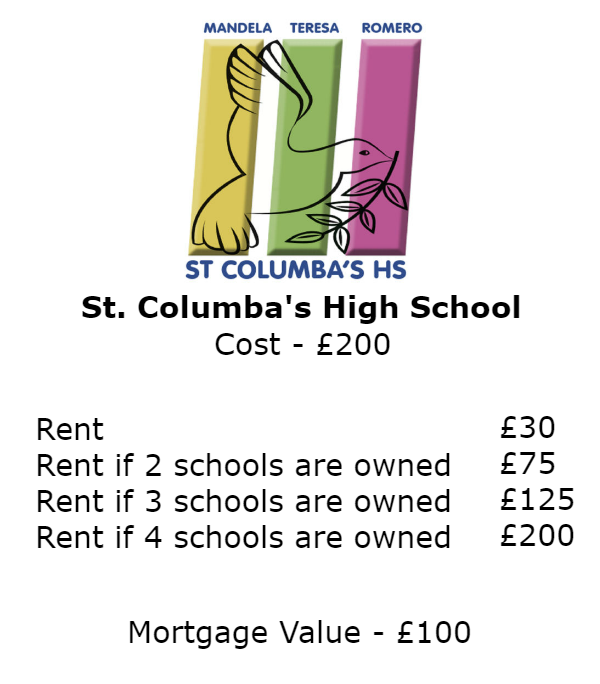 MANDELA TERESA ROMERO
ST COLUMBA'S HS
St. Columba's High School
Cost - £200
Rent £30
Rent if 2 schools are owned £75
Rent if 3 schools are owned £125
Rent if 4 schools are owned £200
Mortgage Value - £100